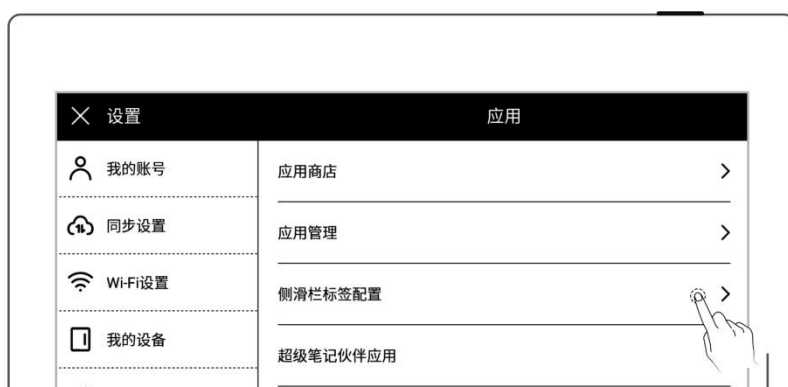 设置
应用
我的账号
同步设置
Wi-Fi设置
我的设备
应用商店
应用管理
侧滑栏标签配置
超级笔记伙伴应用